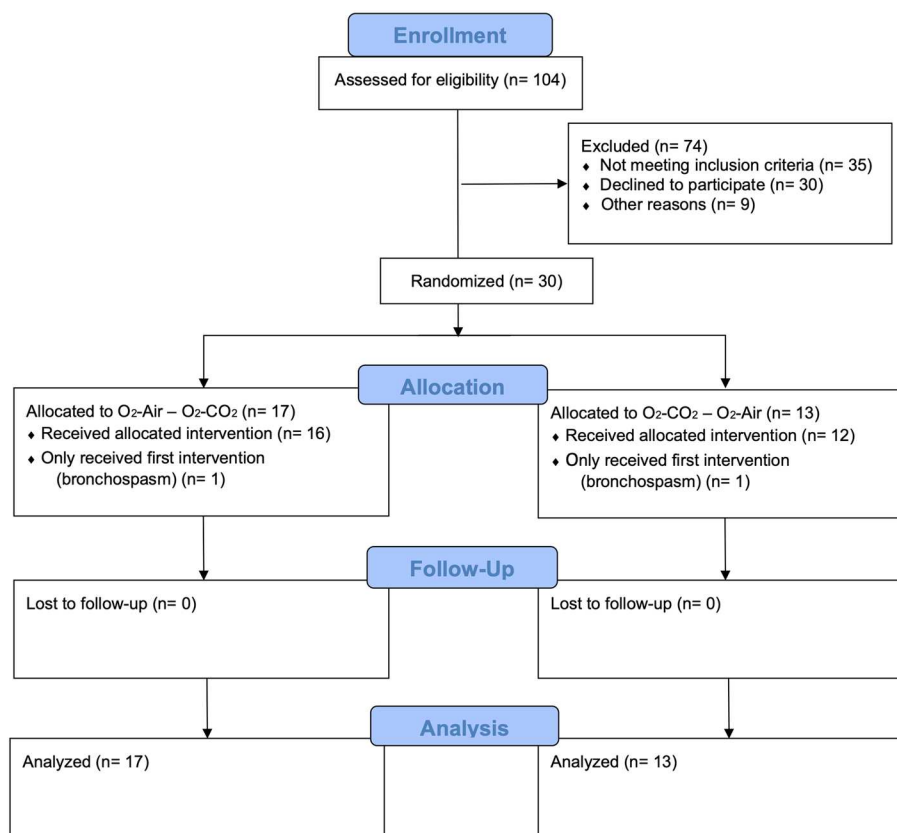 Enrollment
Assessed for eligibility (n= 104)
Excluded (n= 74)
♦ Not meeting inclusion criteria (n= 35)
♦ Declined to participate (n= 30)
♦ Other reasons (n= 9)
Randomized (n= 30)
Allocation
Allocated to O₂-Air – O₂-CO₂ (n= 17)
♦ Received allocated intervention (n= 16)
♦ Only received first intervention
(bronchospasm) (n= 1)
Allocated to O₂-CO₂ – O₂-Air (n= 13)
♦ Received allocated intervention (n= 12)
♦ Only received first intervention
(bronchospasm) (n= 1)
Follow-Up
Lost to follow-up (n= 0)
Lost to follow-up (n= 0)
Analysis
Analyzed (n= 17)
Analyzed (n= 13)